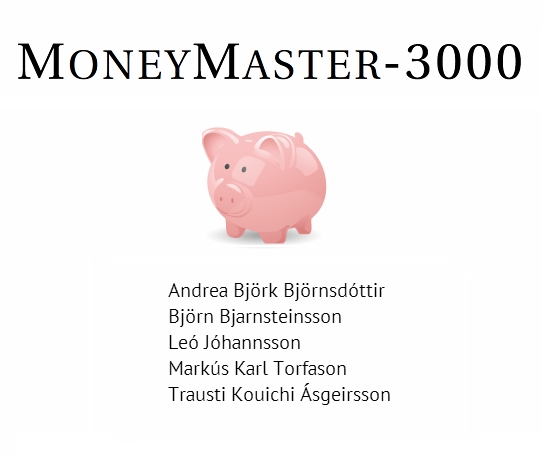 MoneyMaster-3000
Andrea Björk Björnsdóttir
Björn Bjarnsteinsson
Leó Jóhannsson
Markús Karl Torfason
Trausti Kouichi Ásgeirsson